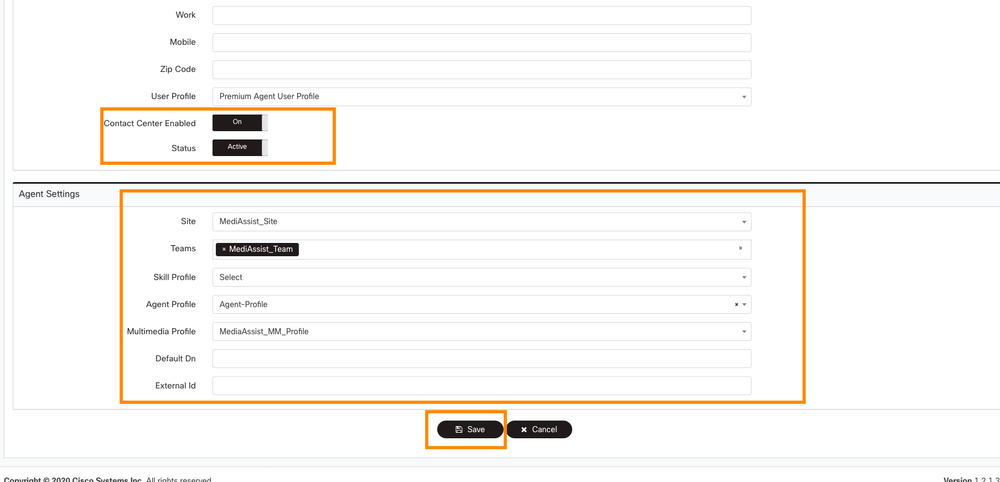 Work
Mobile
Zip Code
User Profile Premium Agent User Profile
Contact Center Enabled On
Status Active
Agent Settings
Site MediAssist_Site
Teams × MediAssist_Team ×
Skill Profile Select
Agent Profile Agent-Profile ×
Multimedia Profile MediaAssist_MM_Profile
Default Dn
External Id
Save ✖ Cancel
Copyright © 2020 Cisco Systems Inc. All rights reserved. Version 1.2.1.3